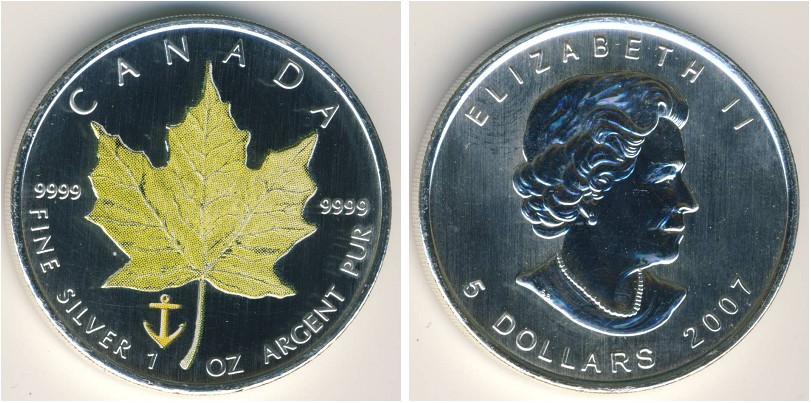 CANADA
9999
9999
FINE SILVER 1 OZ ARGENT PUR
ELIZABETH II
5 DOLLARS 2007